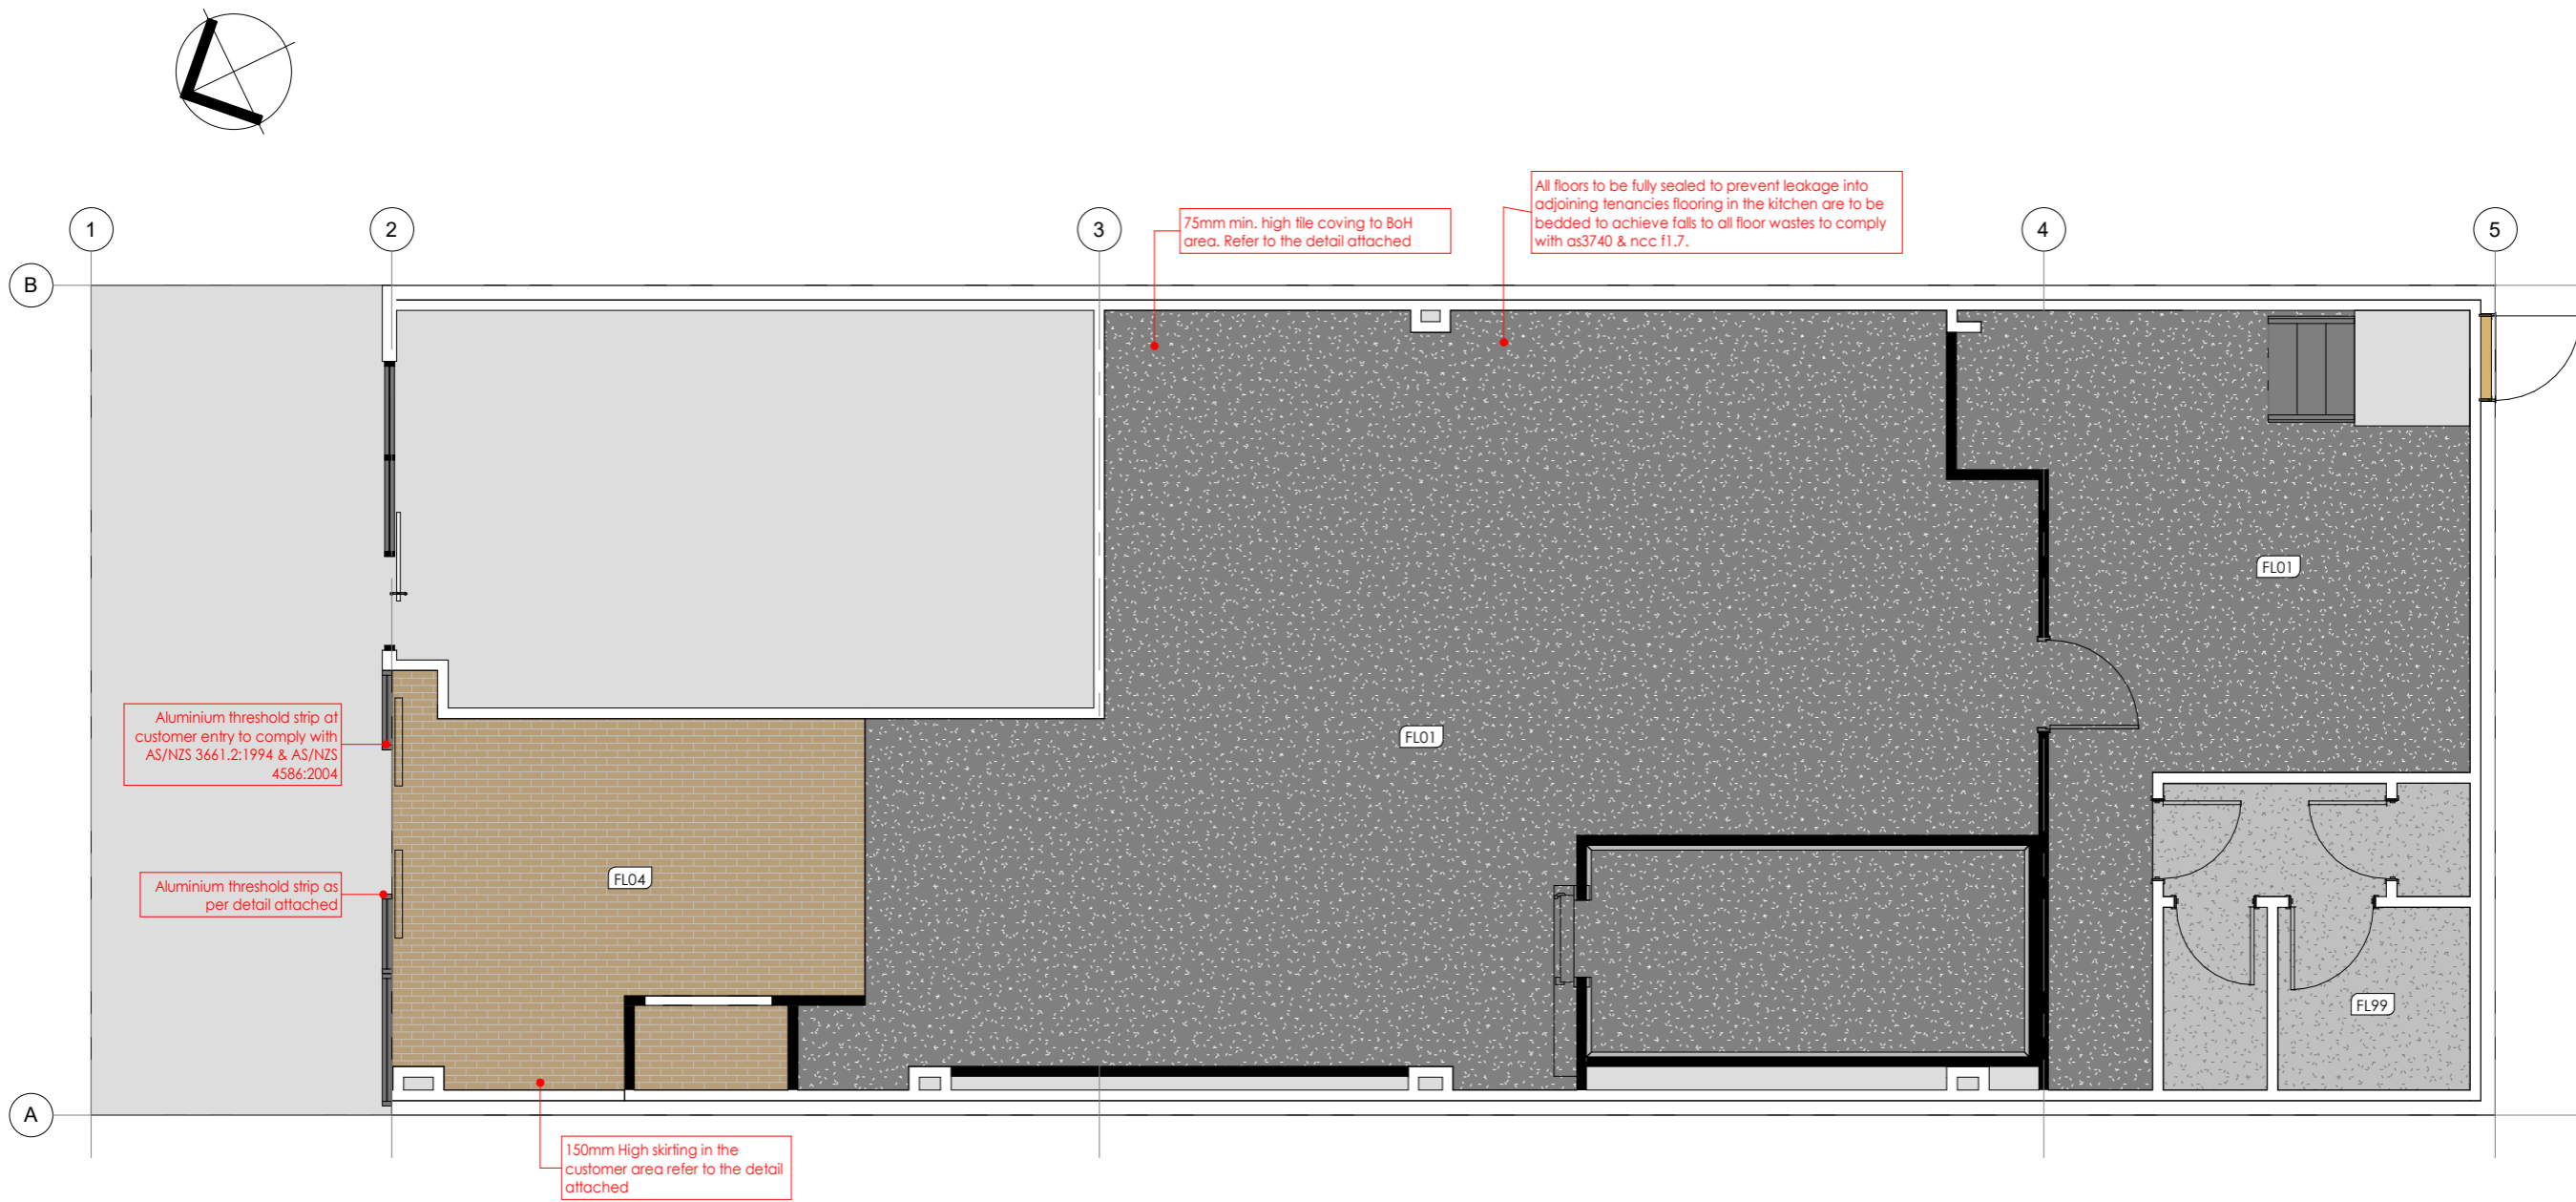 All floors to be fully sealed to prevent leakage into
adjoining tenancies flooring in the kitchen are to be
bedded to achieve falls to all floor wastes to comply
with as3740 & ncc f1.7.
75mm min. high tile coving to BoH
area. Refer to the detail attached
1
2
3
4
5
B
FL01
Aluminium threshold strip at
customer entry to comply with
AS/NZS 3661.2:1994 & AS/NZS
4586:2004
FL01
Aluminium threshold strip as
per detail attached
FL04
FL99
A
150mm High skirting in the
customer area refer to the detail
attached